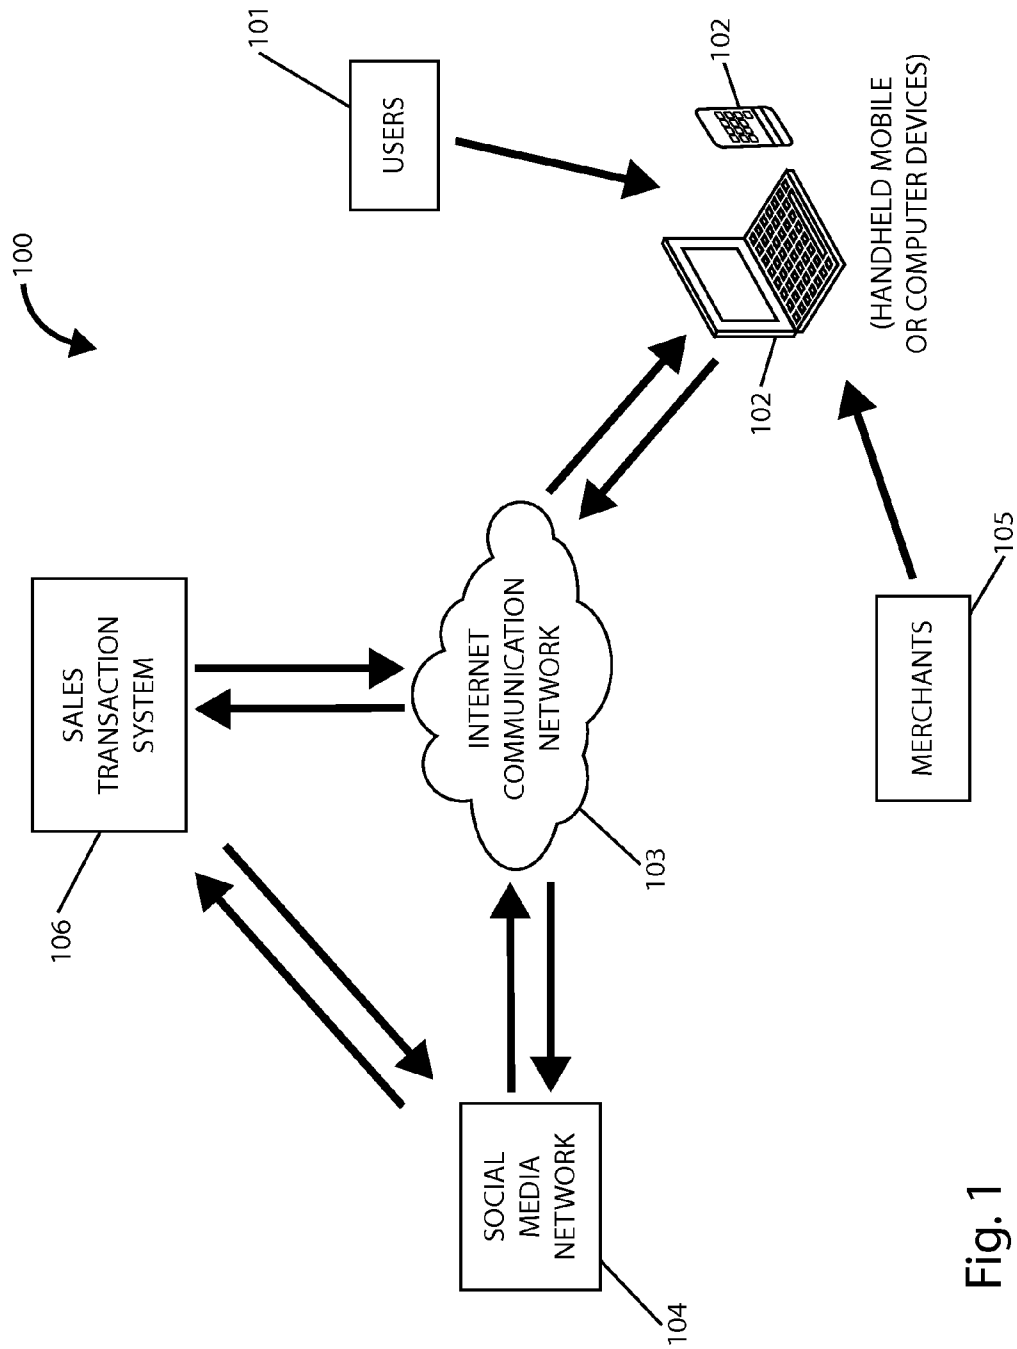 100
SALES
TRANSACTION
SYSTEM
106
USERS
101
SOCIAL
MEDIA
NETWORK
104
INTERNET
COMMUNICATION
NETWORK
103
102
102
(HANDHELD MOBILE
OR COMPUTER DEVICES)
MERCHANTS
105
Fig. 1